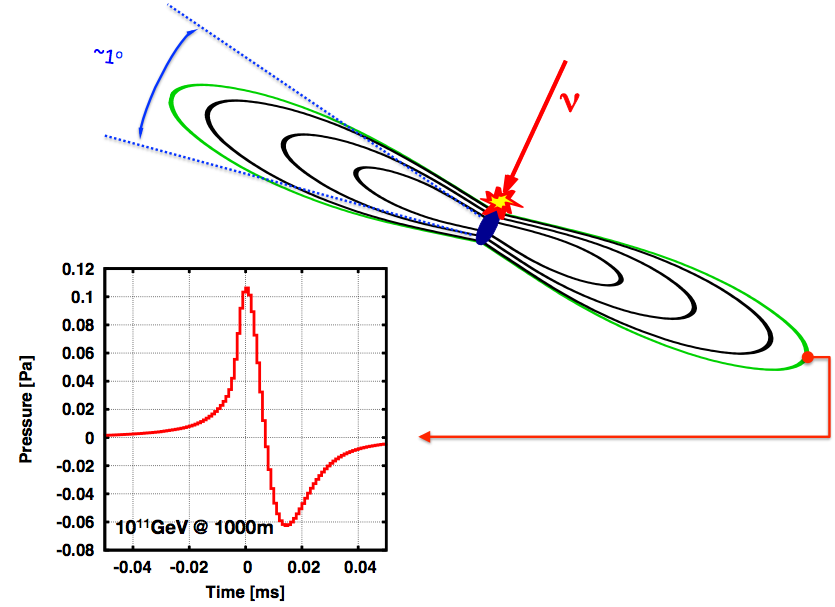 ~1°
ν
0.12
0.1
0.08
0.06
0.04
0.02
0
-0.02
-0.04
-0.06
-0.08
Pressure [Pa]
10¹¹GeV @ 1000m
-0.04 -0.02 0 0.02 0.04
Time [ms]